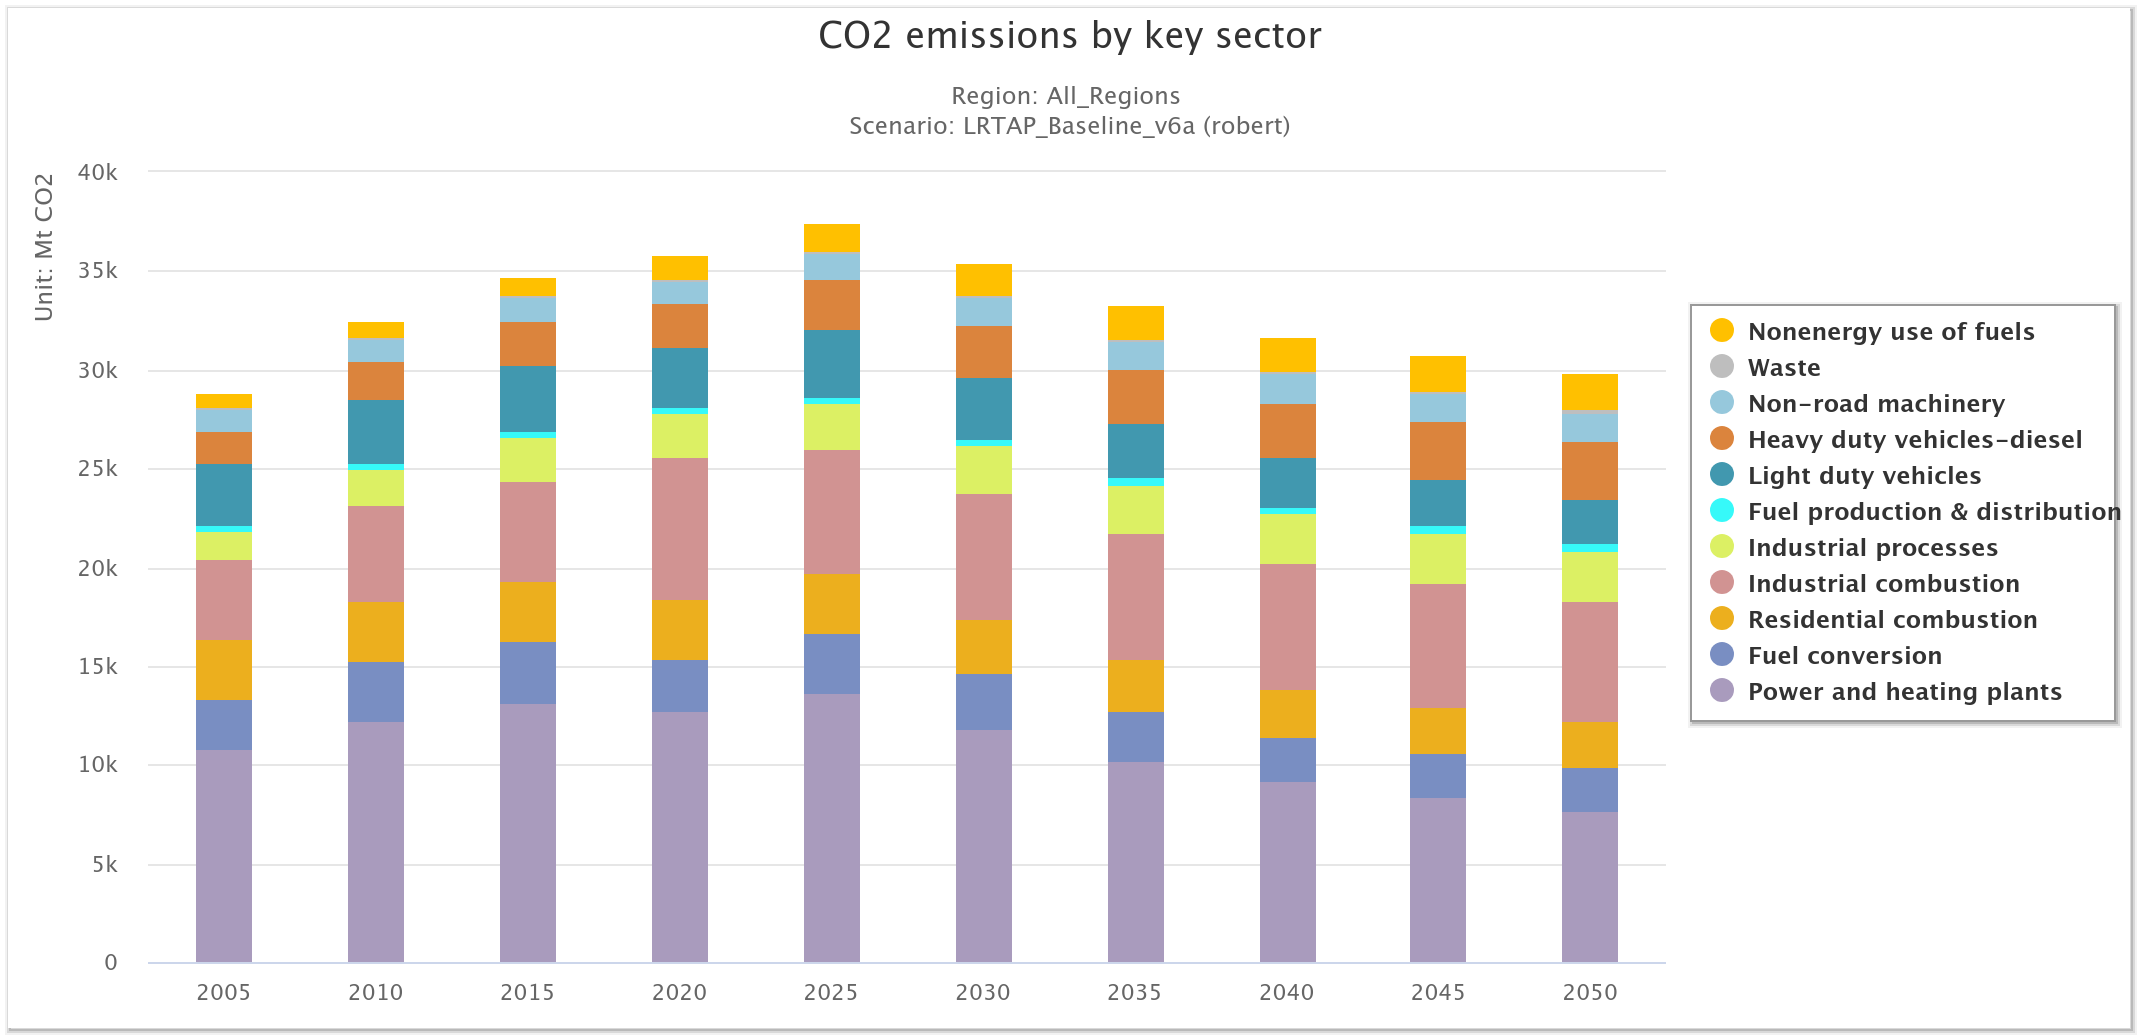 CO2 emissions by key sector
Region: All_Regions
Scenario: LRTAP_Baseline_v6a (robert)
Unit: Mt CO2
40k
35k
30k
25k
20k
15k
10k
5k
0
2005 2010 2015 2020 2025 2030 2035 2040 2045 2050
Nonenergy use of fuels
Waste
Non-road machinery
Heavy duty vehicles-diesel
Light duty vehicles
Fuel production & distribution
Industrial processes
Industrial combustion
Residential combustion
Fuel conversion
Power and heating plants